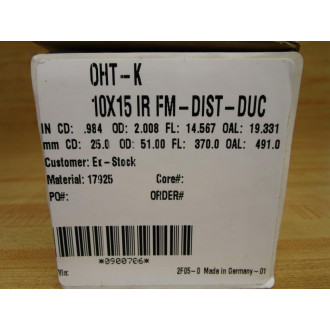 OHT-K
10X15 IR FM-DIST-DUC
IN CD: .984 OD: 2.008 FL: 14.567 OAL: 19.331
mm CD: 25.0 OD: 51.00 FL: 370.0 OAL: 491.0
Customer: Ex-Stock
Material: 17925 Core#:
PO#: ORDER#:
*0900706*
2F05-0 Made in Germany -01